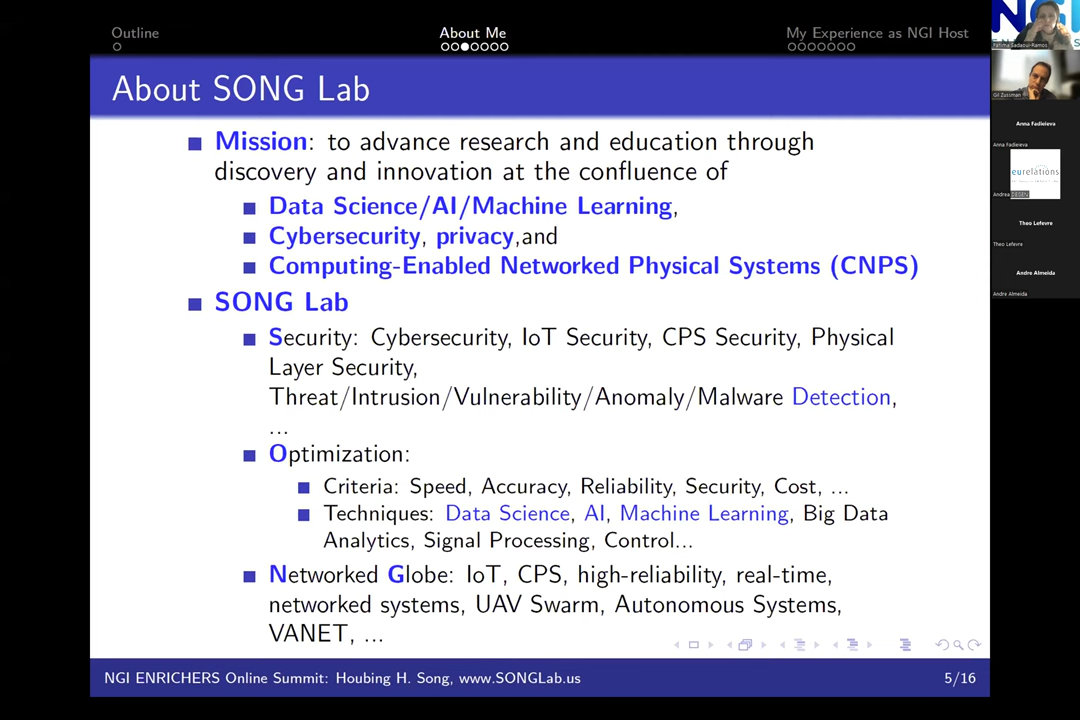 Outline
About Me
My Experience as NGI Host
About SONG Lab
Mission: to advance research and education through
discovery and innovation at the confluence of
Data Science/AI/Machine Learning,
Cybersecurity, privacy,and
Computing-Enabled Networked Physical Systems (CNPS)
SONG Lab
Security: Cybersecurity, IoT Security, CPS Security, Physical
Layer Security,
Threat/Intrusion/Vulnerability/Anomaly/Malware Detection,
...
Optimization:
Criteria: Speed, Accuracy, Reliability, Security, Cost, ...
Techniques: Data Science, AI, Machine Learning, Big Data
Analytics, Signal Processing, Control...
Networked Globe: IoT, CPS, high-reliability, real-time,
networked systems, UAV Swarm, Autonomous Systems,
VANET, ...
NGI ENRICHERS Online Summit: Houbing H. Song, www.SONGLab.us
5/16
NGI
Fatima Sadaoui-Ramos
Gil Zussman
Anna Fadieieva
Anna Fadieieva
eurelations
Andrea DEGEN
Theo Lefevre
Theo Lefevre
Andre Almeida
Andre Almeida